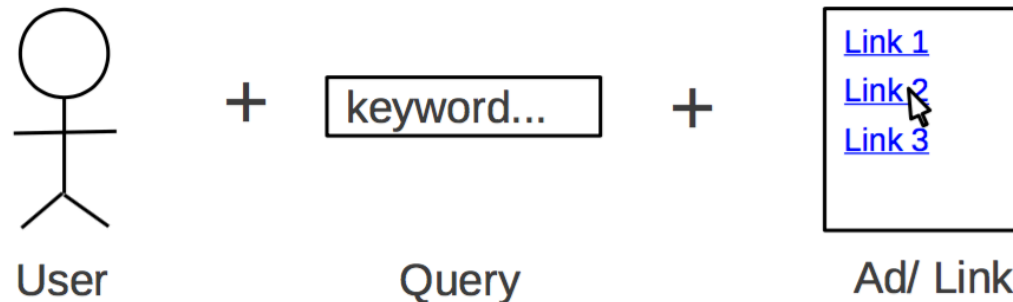 +
keyword...
+
Link 1
Link 2
Link 3
User
Query
Ad/ Link